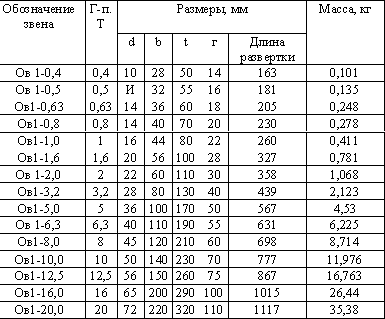 Обозначение звена Г-п. Т Размеры, мм Масса, кг
d b t r Длина развертки
Ов 1-0,4 0,4 10 28 50 14 163 0,101
Ов 1-0,5 0,5 И 32 55 16 181 0,135
Ов 1-0,63 0,63 14 36 60 18 205 0,248
Ов1-0,8 0,8 14 40 70 20 230 0,278
Ов1-1,0 1 16 44 80 22 260 0,411
Ов1-1,6 1,6 20 56 100 28 327 0,781
Ов 1-2,0 2 22 60 110 30 358 1,068
Ов1-3,2 3,2 28 80 130 40 439 2,123
Ов1-5,0 5 36 100 170 50 567 4,53
Ов 1-6,3 6,3 40 110 190 55 631 6,225
Ов1-8,0 8 45 120 210 60 698 8,714
Ов1-10,0 10 50 140 230 70 777 11,976
Ов1-12,5 12,5 56 150 260 75 867 16,763
Ов1-16,0 16 65 200 290 100 1015 26,44
Ов1-20,0 20 72 220 320 110 1117 35,38